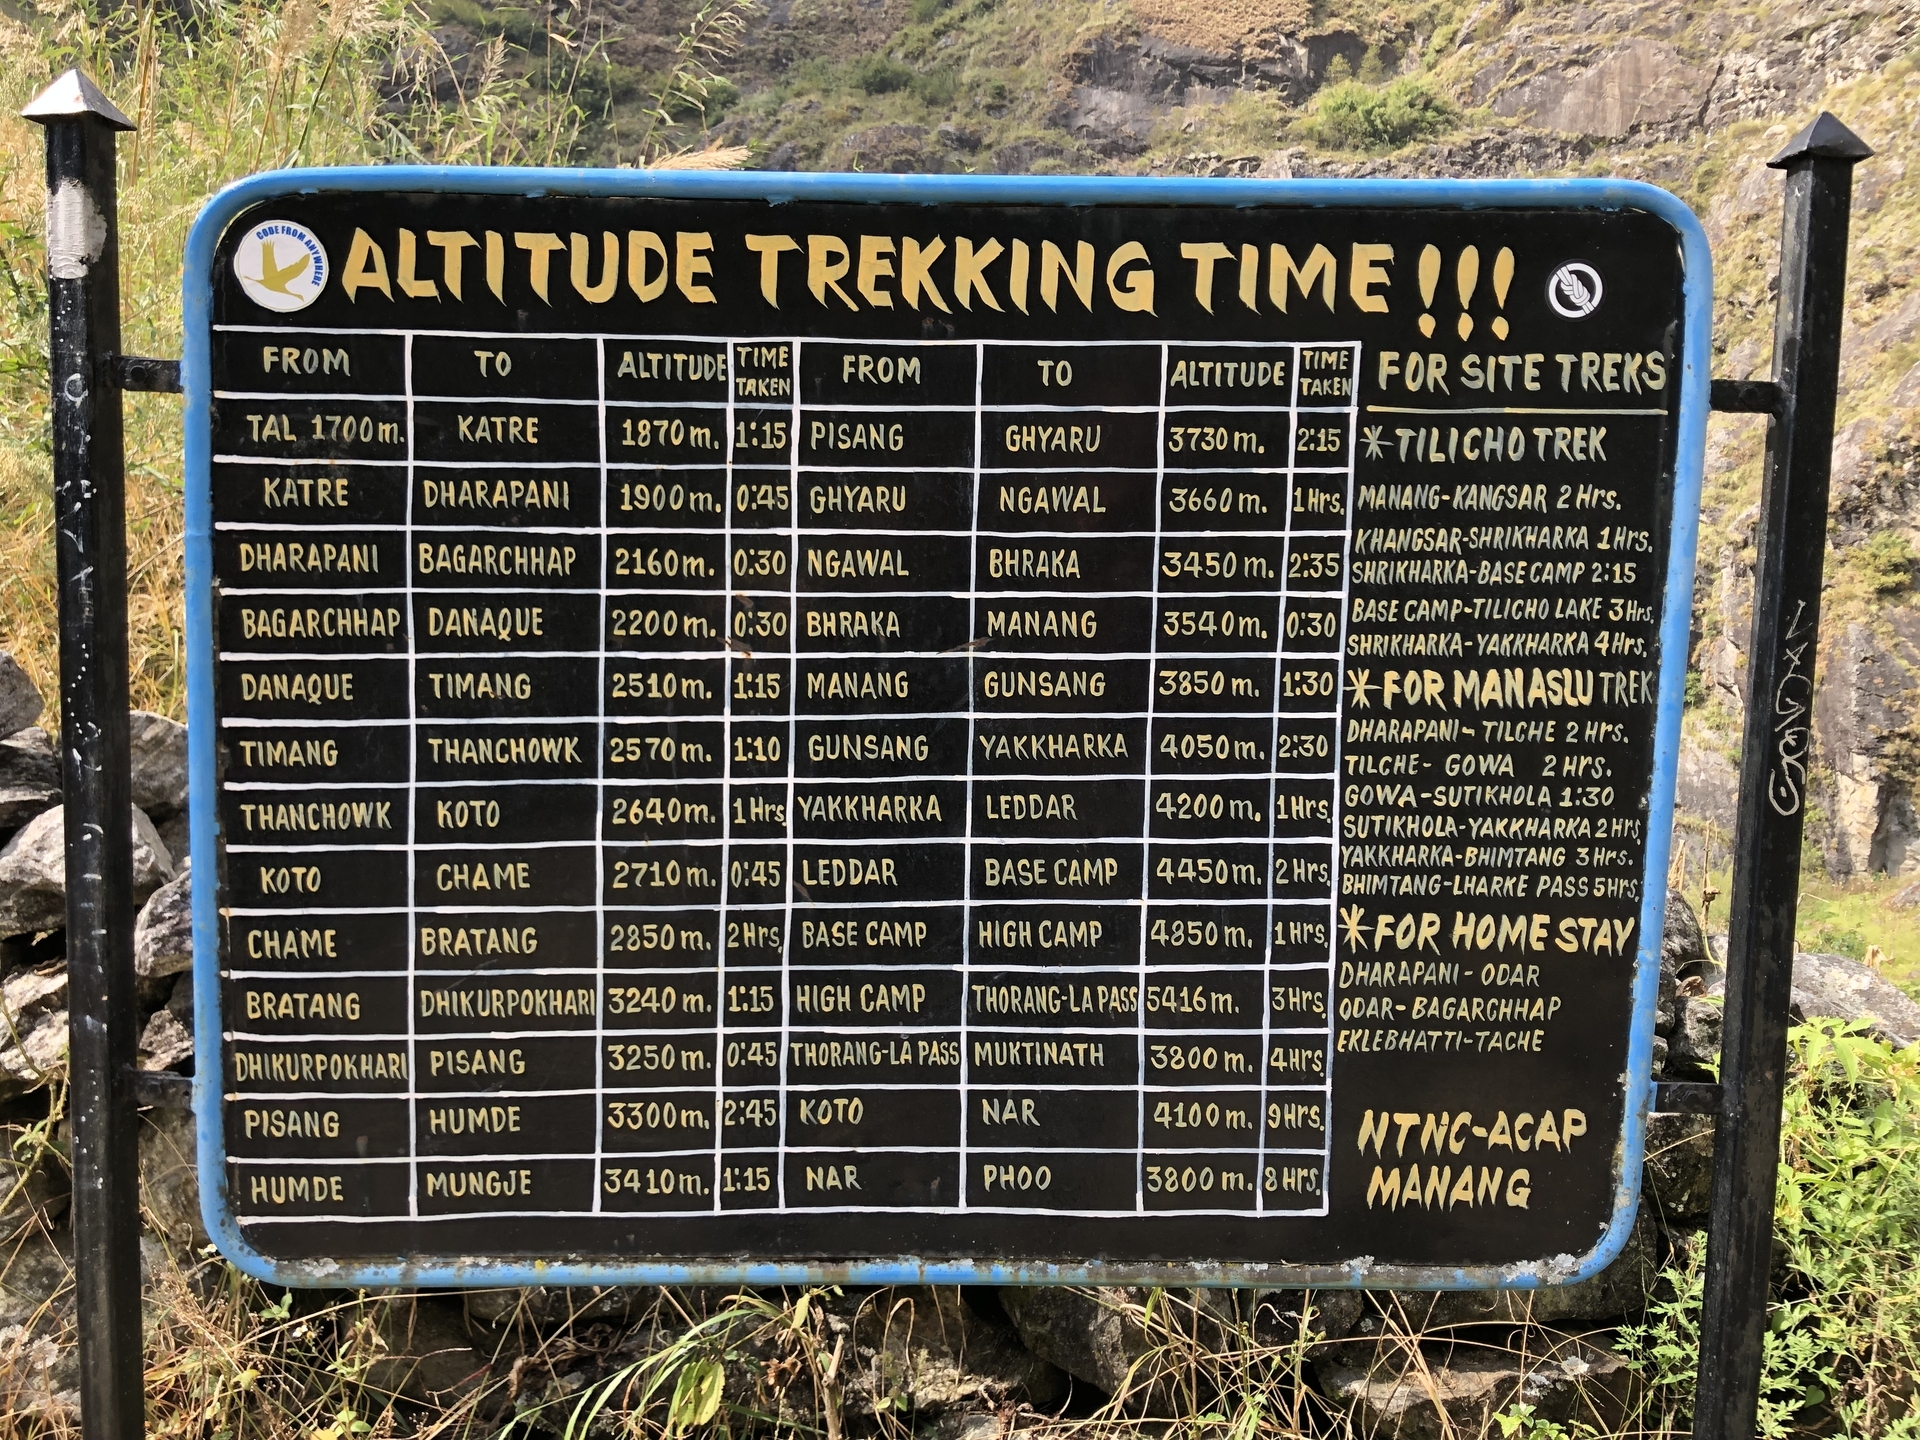 CODE FROM ANYWHERE
ALTITUDE TREKKING TIME!!!
FROM TO ALTITUDE TIME TAKEN FROM TO ALTITUDE TIME TAKEN
TAL 1700m. KATRE 1870m. 1:15 PISANG GHYARU 3730m. 2:15
KATRE DHARAPANI 1900m. 0:45 GHYARU NGAWAL 3660m. 1Hrs.
DHARAPANI BAGARCHHAP 2160m. 0:30 NGAWAL BHRAKA 3450m. 2:35
BAGARCHHAP DANAQUE 2200m. 0:30 BHRAKA MANANG 3540m. 0:30
DANAQUE TIMANG 2510m. 1:15 MANANG GUNSANG 3850m. 1:30
TIMANG THANCHOWK 2570m. 1:10 GUNSANG YAKKHARKA 4050m. 2:30
THANCHOWK KOTO 2640m. 1Hrs. YAKKHARKA LEDDAR 4200m. 1Hrs.
KOTO CHAME 2710m. 0:45 LEDDAR BASE CAMP 4450m. 2Hrs.
CHAME BRATANG 2850m. 2Hrs. BASE CAMP HIGH CAMP 4850m. 1Hrs.
BRATANG DHIKURPOKHARI 3240m. 1:15 HIGH CAMP THORANG-LA PASS 5416m. 3Hrs.
DHIKURPOKHARI PISANG 3250m. 0:45 THORANG-LA PASS MUKTINATH 3800m. 4Hrs.
PISANG HUMDE 3300m. 2:45 KOTO NAR 4100m. 9Hrs.
HUMDE MUNGJE 3410m. 1:15 NAR PHOO 3800m. 8Hrs.
FOR SITE TREKS
*TILICHO TREK
MANANG-KANGSAR 2Hrs.
KHANGSAR-SHRIKHARKA 1Hrs.
SHRIKHARKA-BASE CAMP 2:15
BASE CAMP-TILICHO LAKE 3Hrs.
SHRIKHARKA-YAKKHARKA 4Hrs.
*FOR MANASLU TREK
DHARAPANI- TILCHE 2Hrs.
TILCHE- GOWA 2Hrs.
GOWA-SUTIKHOLA 1:30
SUTIKHOLA-YAKKHARKA 2Hrs
YAKKHARKA-BHIMTANG 3Hrs.
BHIMTANG-LHARKE PASS 5Hrs.
*FOR HOME STAY
DHARAPANI- ODAR
ODAR-BAGARCHHAP
EKLEBHATTI-TACHE
NTNC-ACAP
MANANG